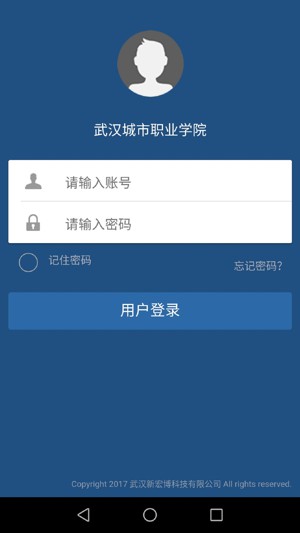 武汉城市职业学院
请输入账号
请输入密码
记住密码
忘记密码?
用户登录
Copyright 2017 武汉新宏博科技有限公司 All rights reserved.